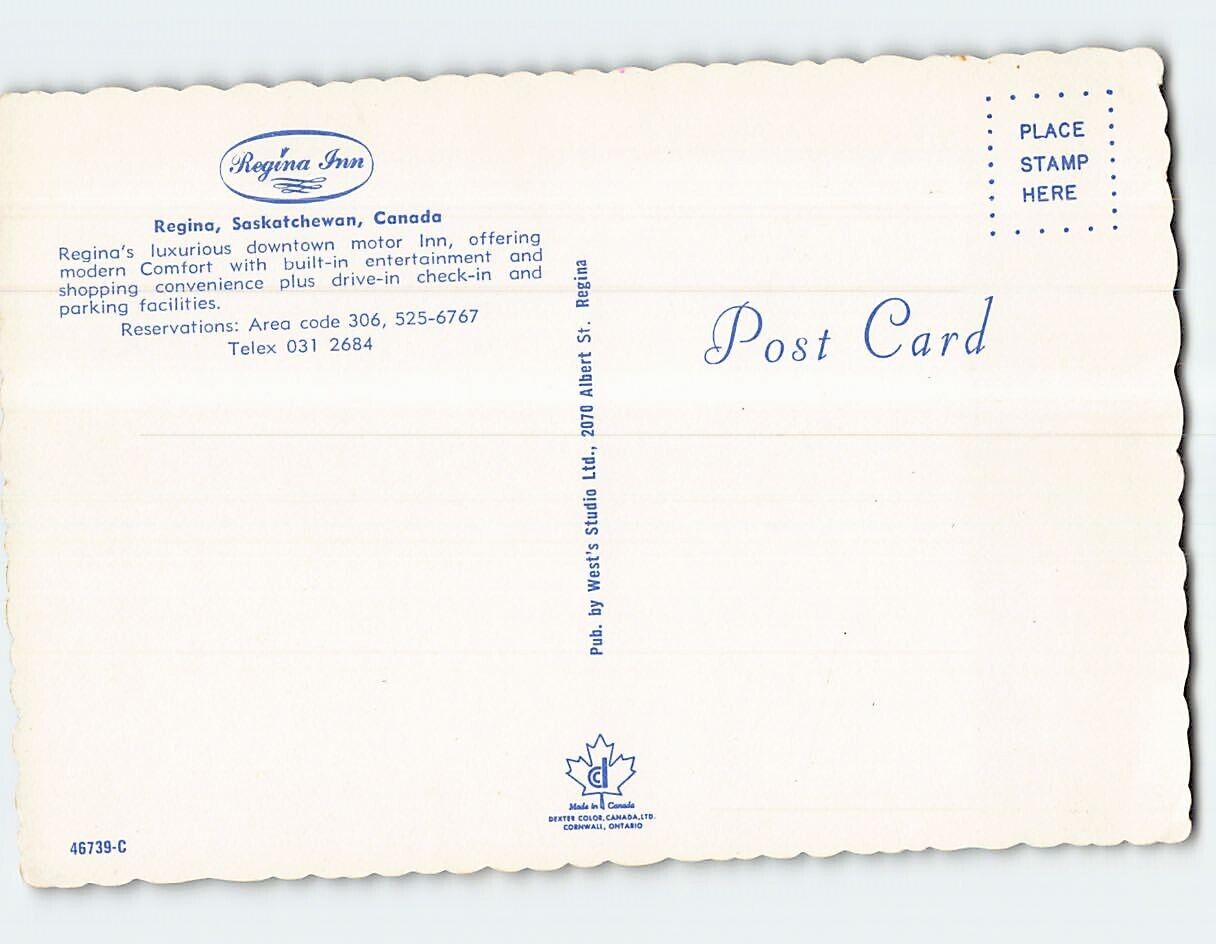 Regina Inn
Regina, Saskatchewan, Canada
Regina's luxurious downtown motor Inn, offering
modern Comfort with built-in entertainment and
shopping convenience plus drive-in check-in and
parking facilities.
Reservations: Area code 306, 525-6767
Telex 031 2684
Pub. by West's Studio Ltd., 2070 Albert St. Regina
PLACE
STAMP
HERE
Post Card
Made in Canada
DEXTER COLOR, CANADA, LTD.
CORNWALL, ONTARIO
46739-C